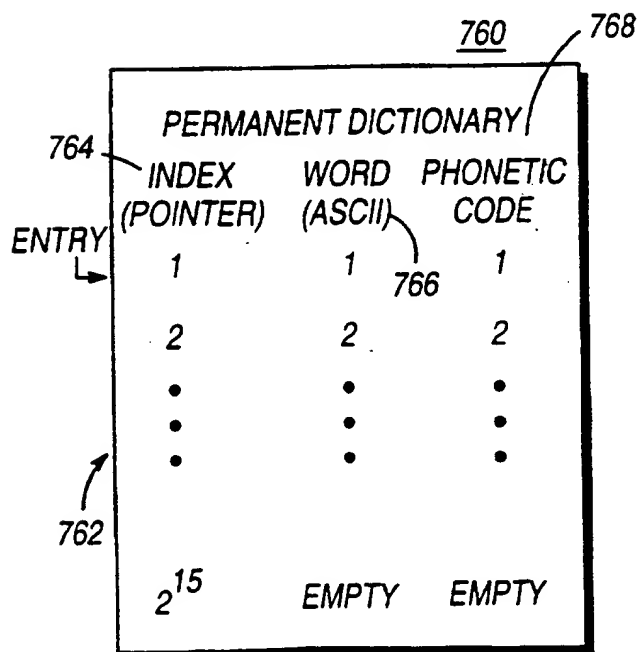 760 768
PERMANENT DICTIONARY
764 INDEX WORD PHONETIC
(POINTER) (ASCII) CODE
ENTRY
1 1 1
766
2 2 2
762
2^15 EMPTY EMPTY